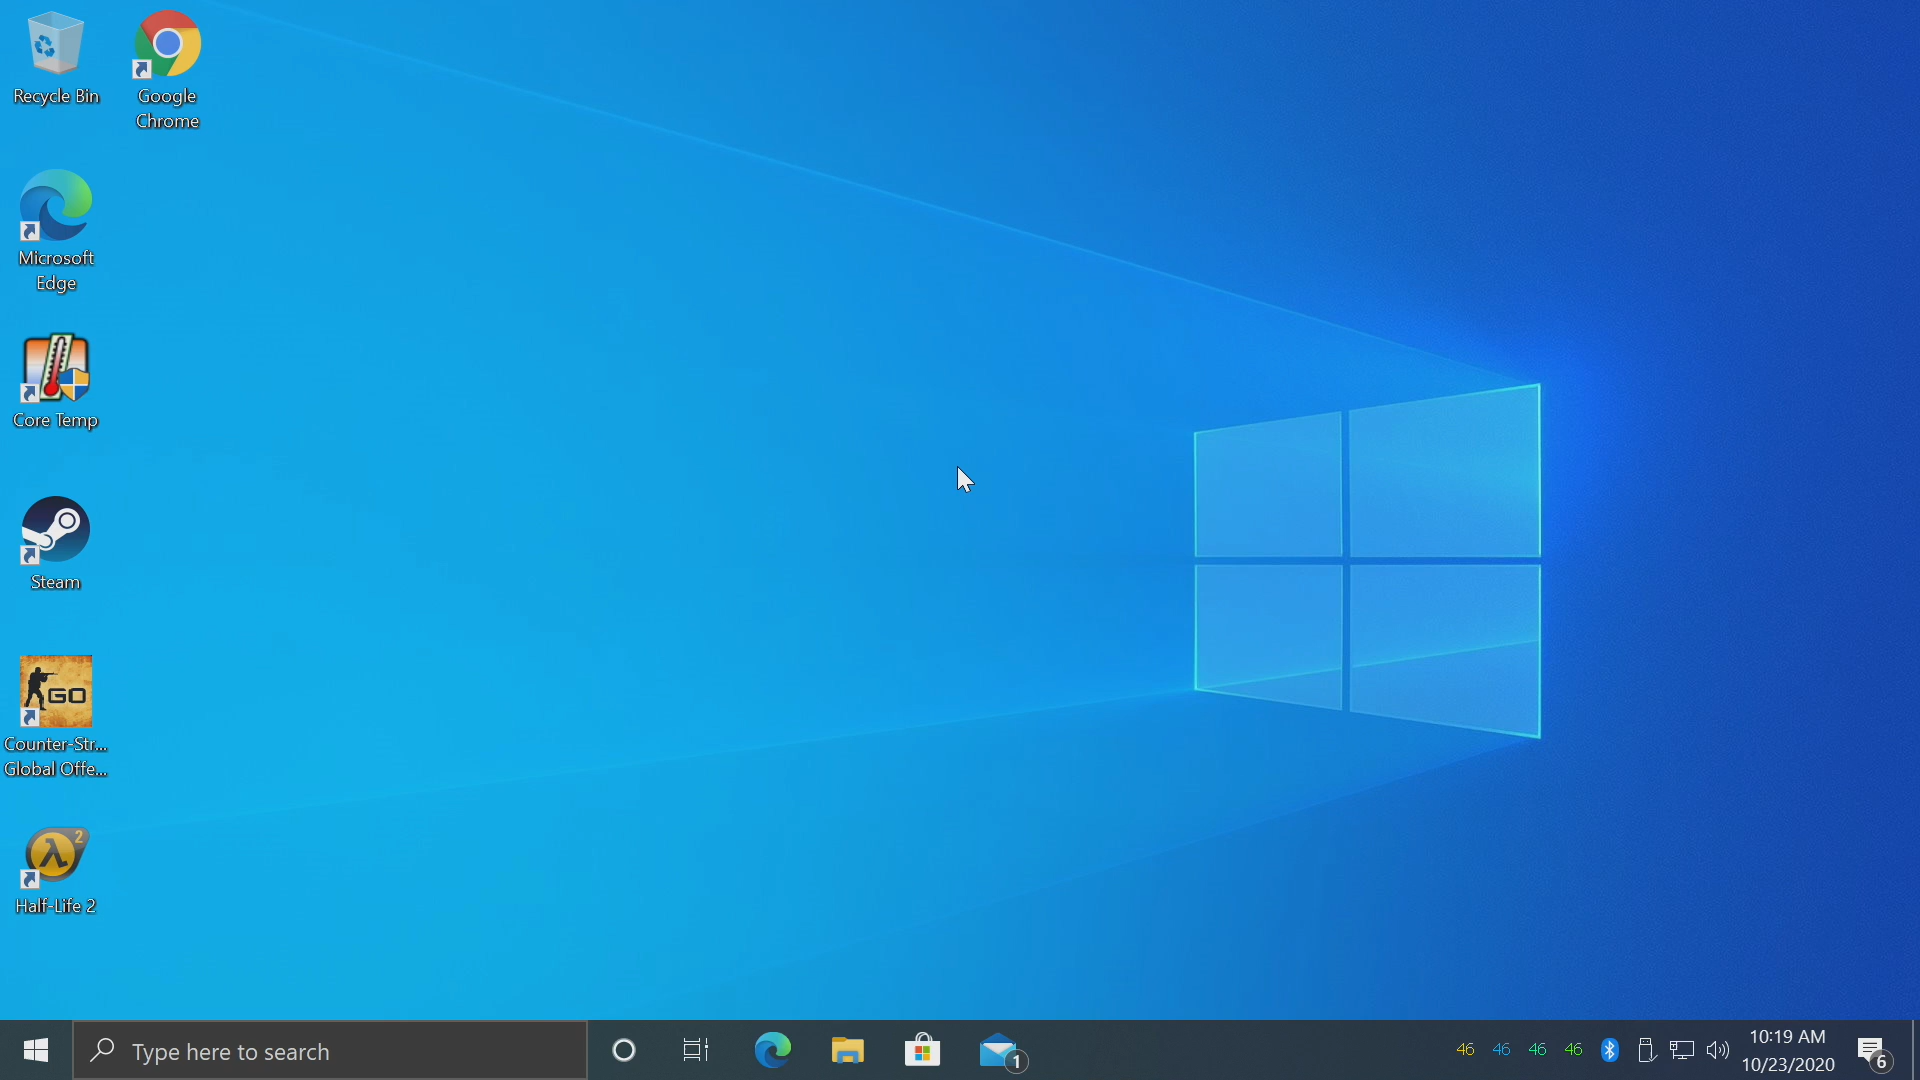 Recycle Bin
Google
Chrome
Microsoft
Edge
Core Temp
Steam
GO
Counter-Str...
Global Offe...
2
Half-Life 2
Type here to search
1
46 46 46 46
10:19 AM
10/23/2020
6